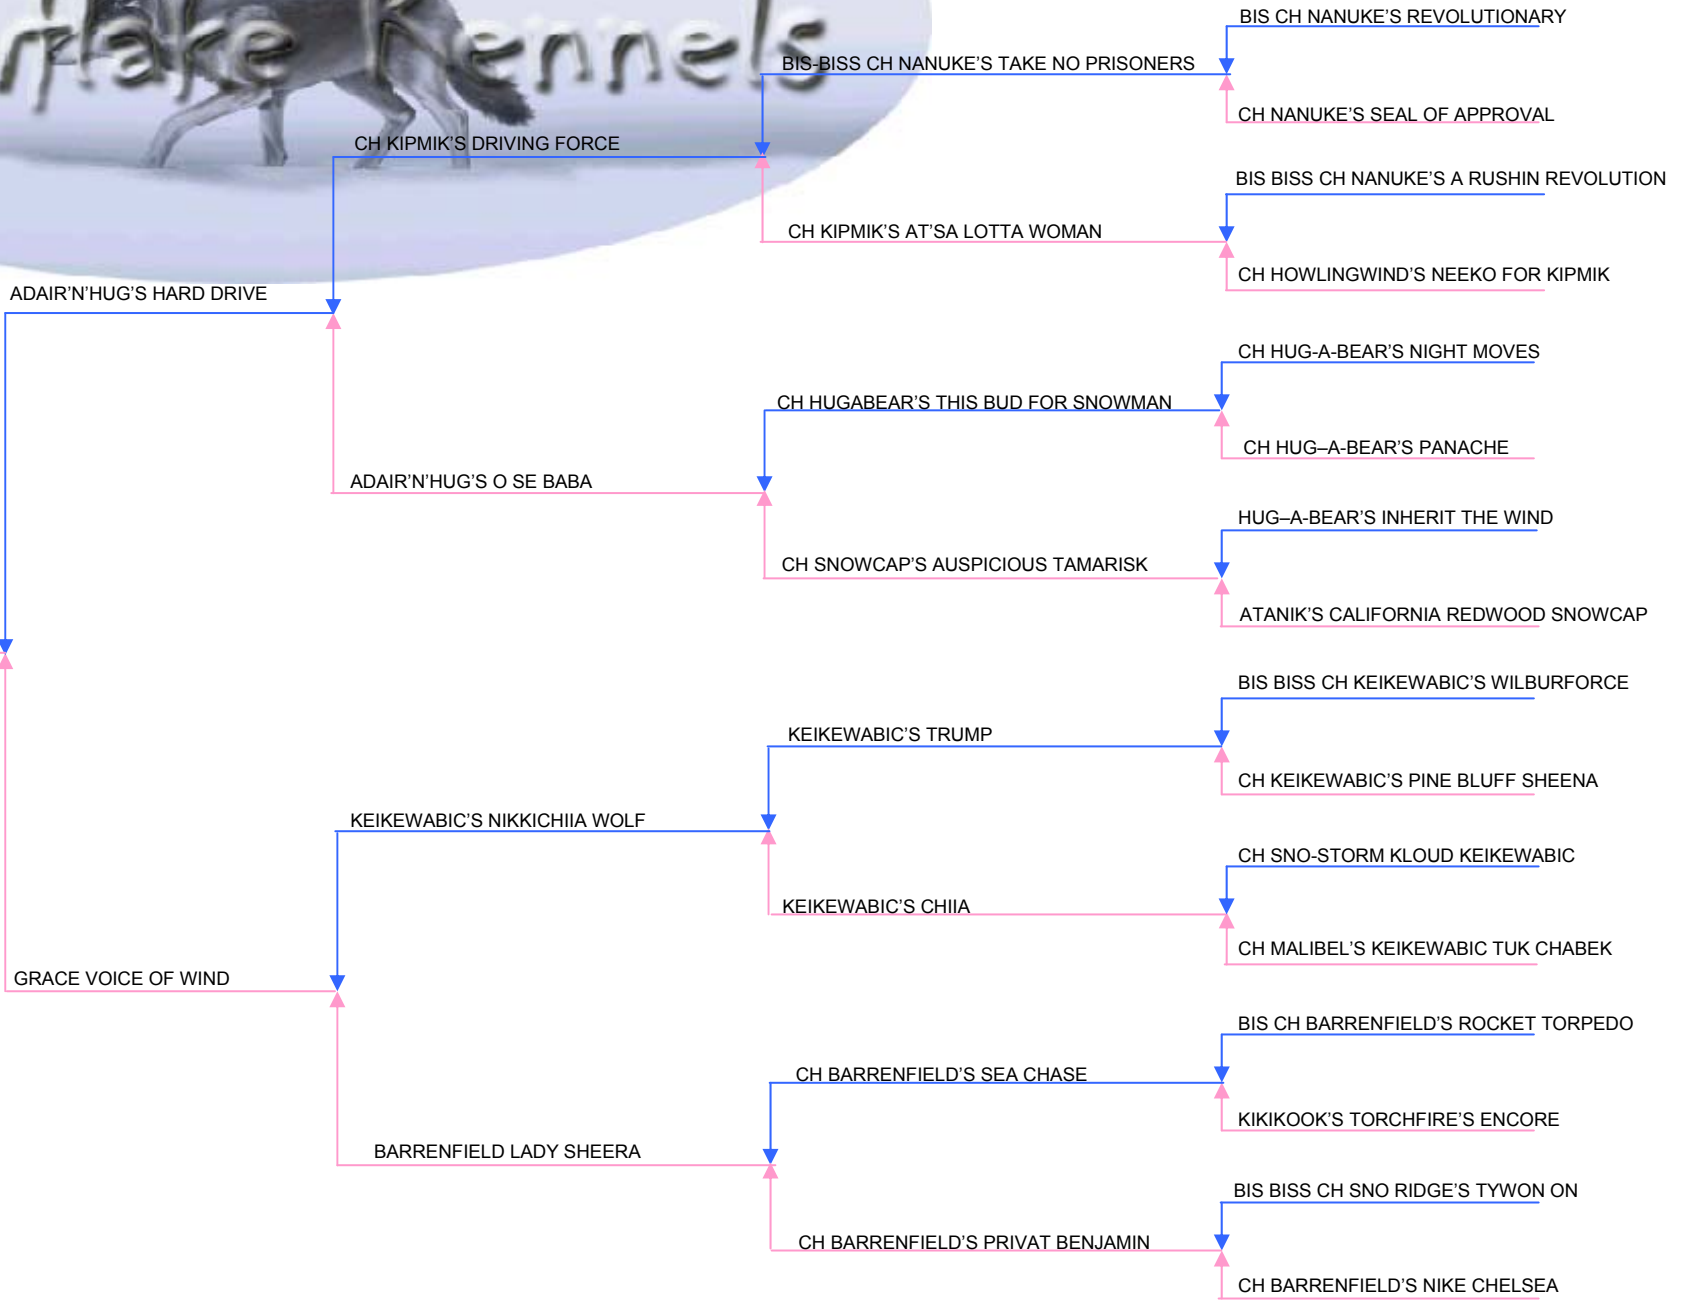 Kennels
BIS CH NANUKE’S REVOLUTIONARY
BIS-BISS CH NANUKE’S TAKE NO PRISONERS
CH NANUKE’S SEAL OF APPROVAL
CH KIPMIK’S DRIVING FORCE
BIS BISS CH NANUKE’S A RUSHIN REVOLUTION
CH KIPMIK’S AT’SA LOTTA WOMAN
CH HOWLINGWIND’S NEEKO FOR KIPMIK
ADAIR’N’HUG’S HARD DRIVE
CH HUG-A-BEAR’S NIGHT MOVES
CH HUGABEAR’S THIS BUD FOR SNOWMAN
CH HUG–A-BEAR’S PANACHE
ADAIR’N’HUG’S O SE BABA
HUG–A-BEAR’S INHERIT THE WIND
CH SNOWCAP’S AUSPICIOUS TAMARISK
ATANIK’S CALIFORNIA REDWOOD SNOWCAP
BIS BISS CH KEIKEWABIC’S WILBURFORCE
KEIKEWABIC’S TRUMP
CH KEIKEWABIC’S PINE BLUFF SHEENA
KEIKEWABIC’S NIKKICHIIA WOLF
CH SNO-STORM KLOUD KEIKEWABIC
KEIKEWABIC’S CHIIA
CH MALIBEL’S KEIKEWABIC TUK CHABEK
GRACE VOICE OF WIND
BIS CH BARRENFIELD’S ROCKET TORPEDO
CH BARRENFIELD’S SEA CHASE
KIKIKOOK’S TORCHFIRE’S ENCORE
BARRENFIELD LADY SHEERA
BIS BISS CH SNO RIDGE’S TYWON ON
CH BARRENFIELD’S PRIVAT BENJAMIN
CH BARRENFIELD’S NIKE CHELSEA